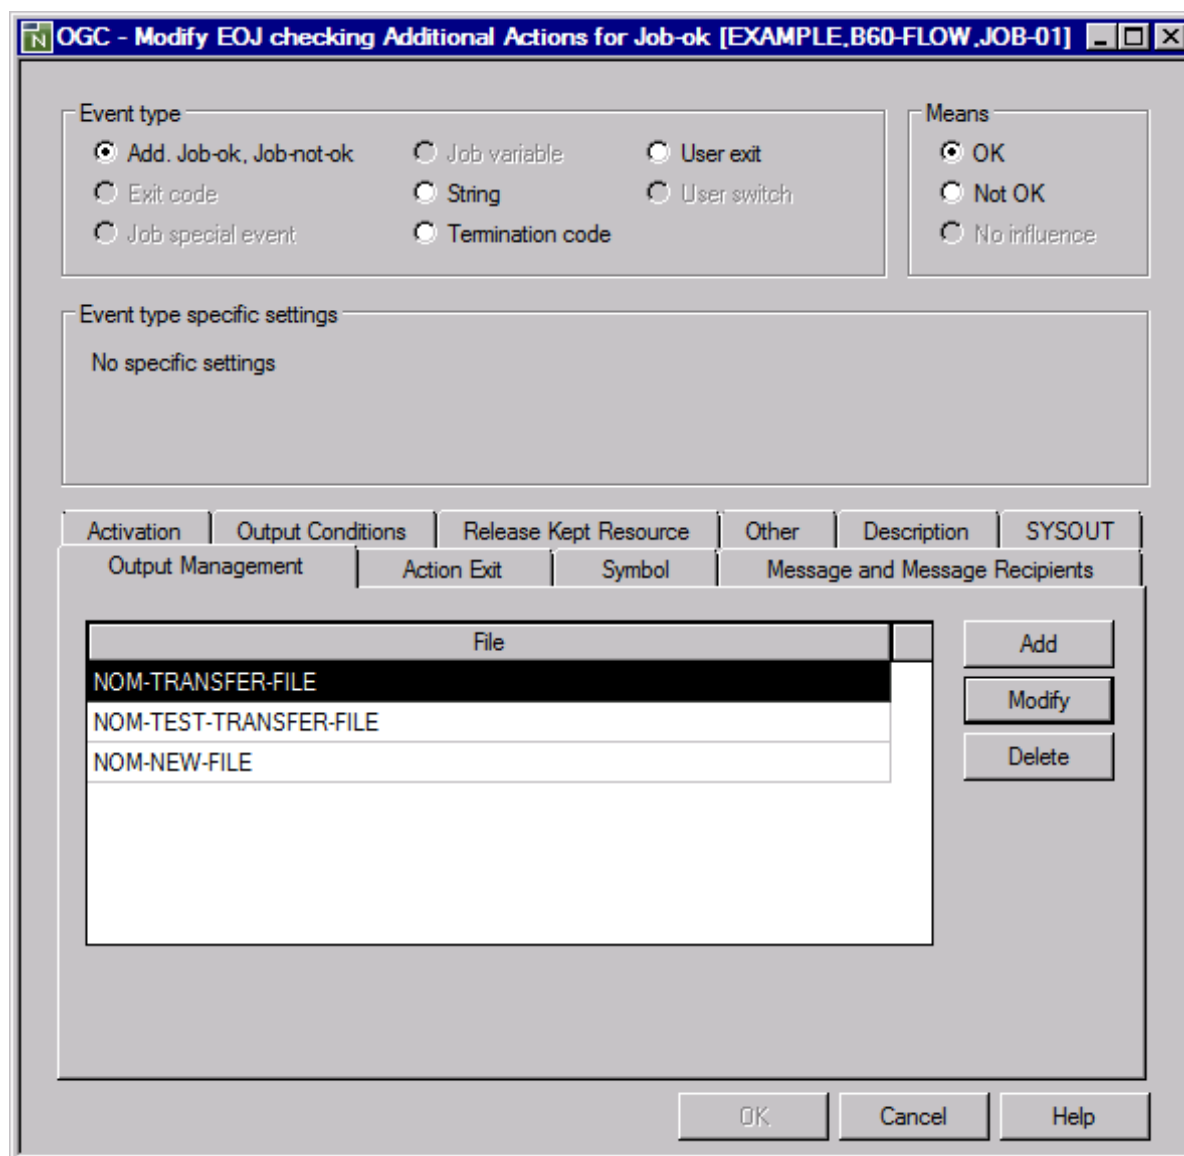 OGC - Modify EOJ checking Additional Actions for Job-ok [EXAMPLE,B60-FLOW,JOB-01]
Event type
Add. Job-ok, Job-not-ok
Job variable
User exit
Exit code
String
User switch
Job special event
Termination code
Means
OK
Not OK
No influence
Event type specific settings
No specific settings
Activation
Output Conditions
Release Kept Resource
Other
Description
SYSOUT
Output Management
Action Exit
Symbol
Message and Message Recipients
File
NOM-TRANSFER-FILE
NOM-TEST-TRANSFER-FILE
NOM-NEW-FILE
Add
Modify
Delete
OK
Cancel
Help